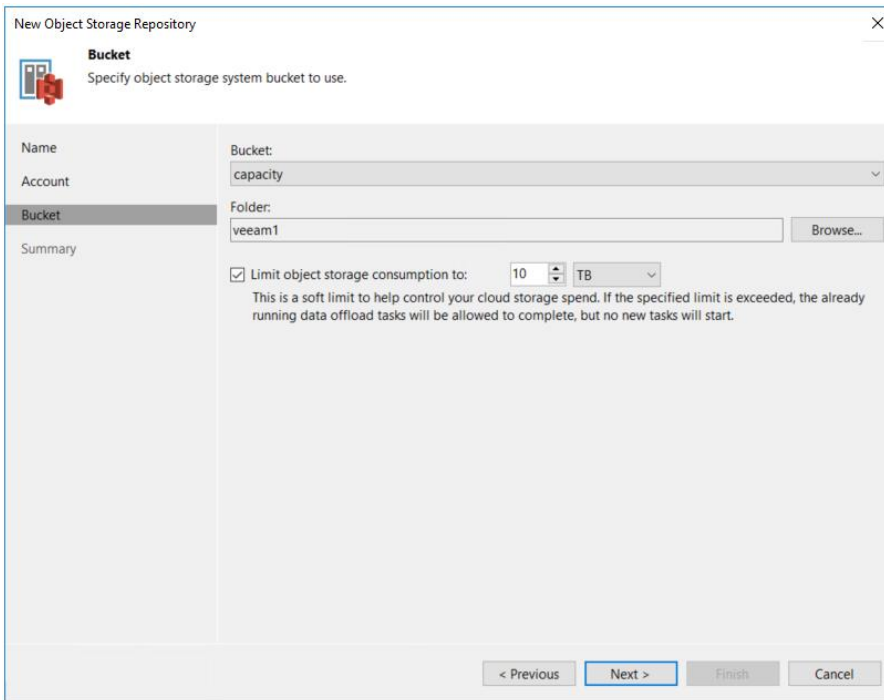 New Object Storage Repository
Bucket
Specify object storage system bucket to use.
Name
Account
Bucket
Summary
Bucket:
capacity
Folder:
veeam1
Browse...
Limit object storage consumption to:
10
TB
This is a soft limit to help control your cloud storage spend. If the specified limit is exceeded, the already
running data offload tasks will be allowed to complete, but no new tasks will start.
< Previous
Next >
Finish
Cancel